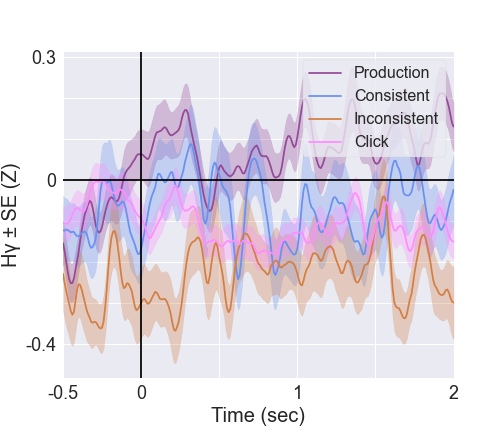 0.3
Production
Consistent
Inconsistent
Click
0
Hγ ± SE (Z)
-0.4
-0.5
0
1
2
Time (sec)